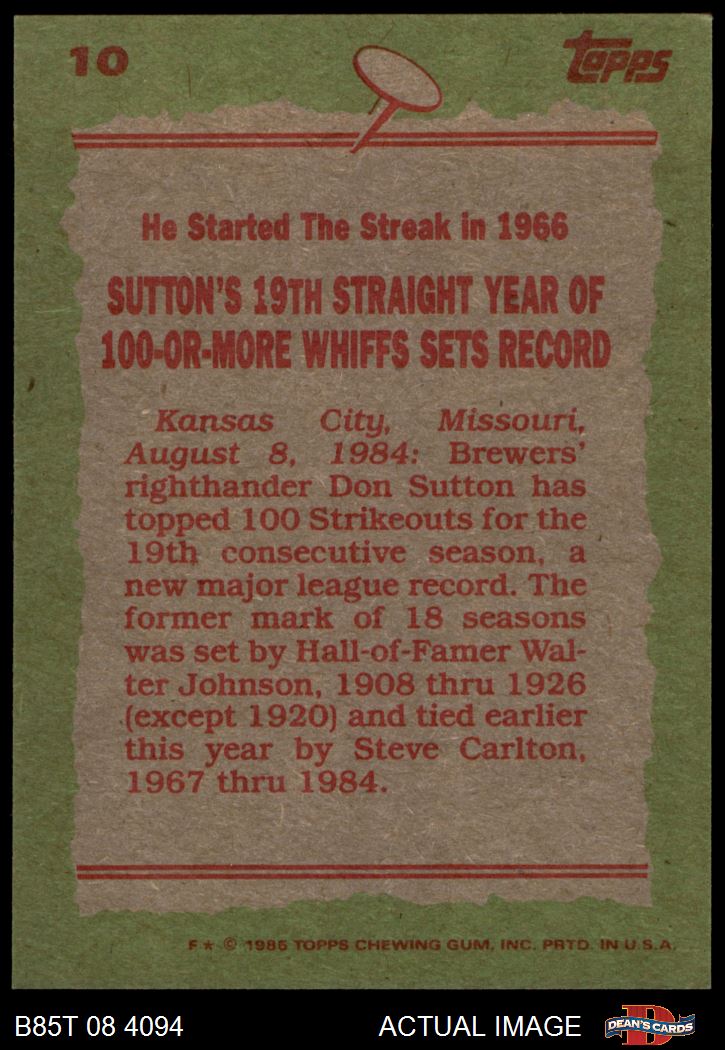 10
Topps
He Started The Streak in 1966
SUTTON'S 19TH STRAIGHT YEAR OF
100-OR-MORE WHIFFS SETS RECORD
Kansas City, Missouri,
August 8, 1984: Brewers'
righthander Don Sutton has
topped 100 Strikeouts for the
19th consecutive season, a
new major league record. The
former mark of 18 seasons
was set by Hall-of-Famer Wal-
ter Johnson, 1908 thru 1926
(except 1920) and tied earlier
this year by Steve Carlton,
1967 thru 1984.
F★ © 1985 TOPPS CHEWING GUM, INC. PRTD. IN U.S.A.
B85T 08 4094
ACTUAL IMAGE
D
DEAN'S CARDS